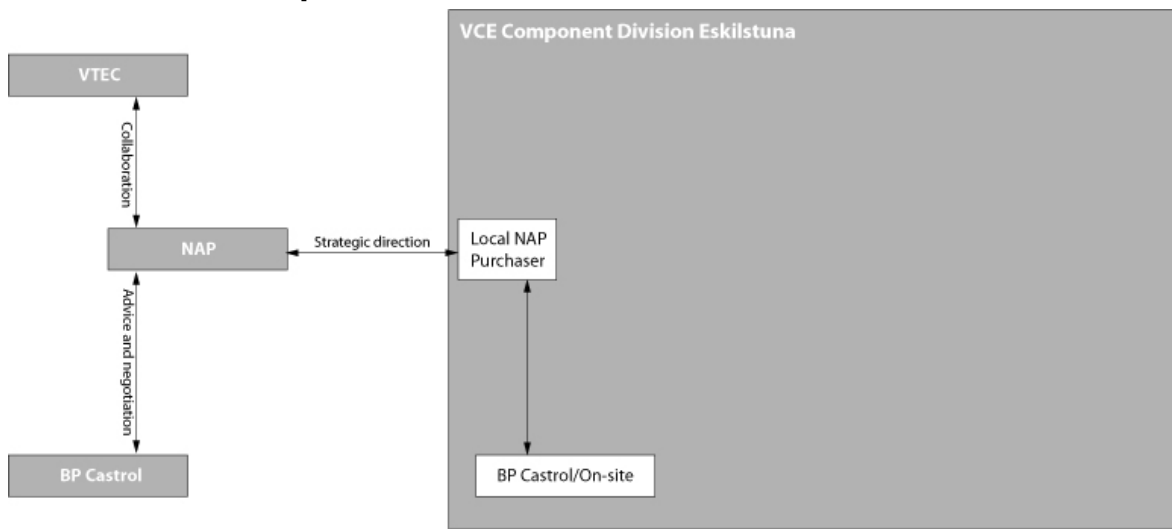 VCE Component Division Eskilstuna
VTEC
Collaboration
NAP
Strategic direction
Local NAP
Purchaser
Advice and negotiation
BP Castrol
BP Castrol/On-site